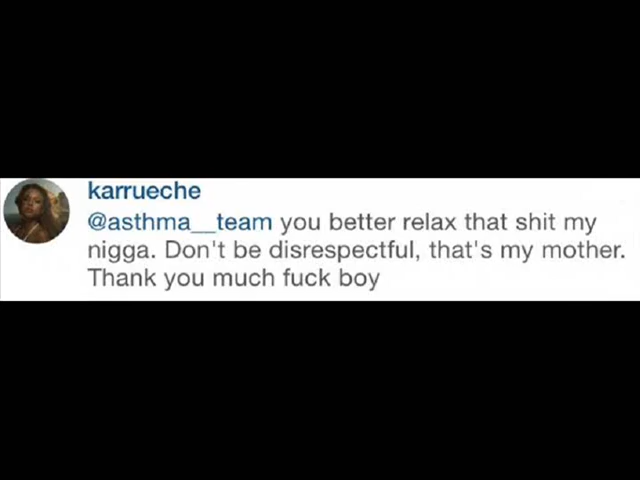 karrueche
@asthma__team you better relax that shit my
nigga. Don't be disrespectful, that's my mother.
Thank you much fuck boy